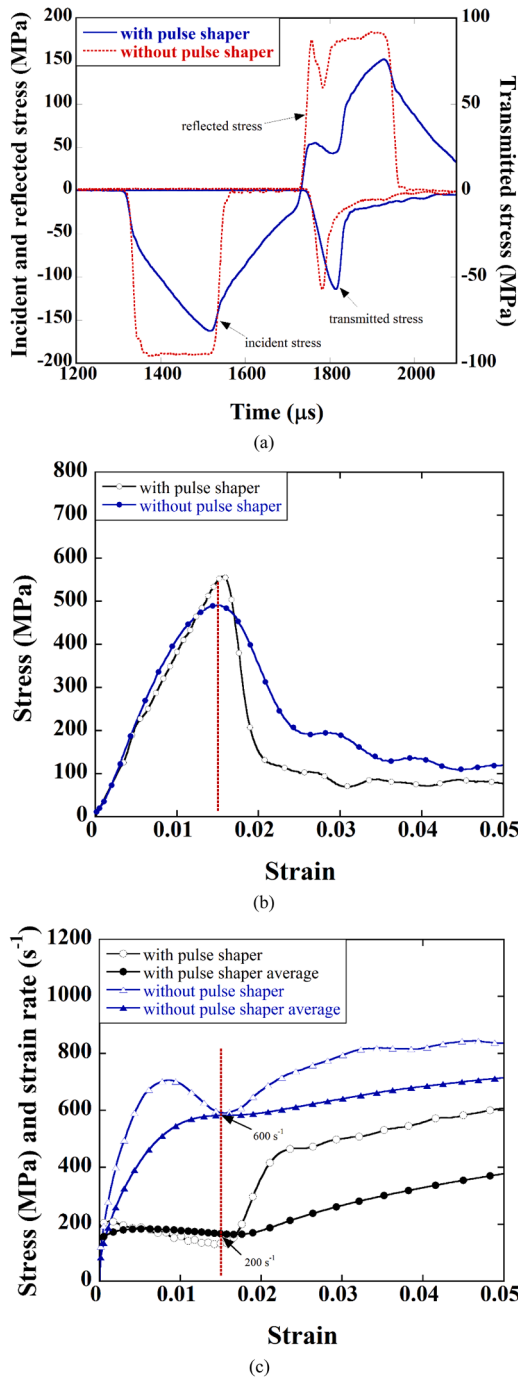 with pulse shaper
without pulse shaper
Incident and reflected stress (MPa)
200
150
100
50
0
-50
-100
-150
-200
100
50
0
-50
-100
Transmitted stress (MPa)
reflected stress
incident stress
transmitted stress
1200
1400
1600
1800
2000
Time (μs)
(a)
with pulse shaper
without pulse shaper
Stress (MPa)
800
700
600
500
400
300
200
100
0
0
0.01
0.02
0.03
0.04
0.05
Strain
(b)
with pulse shaper
with pulse shaper average
without pulse shaper
without pulse shaper average
Stress (MPa) and strain rate (s⁻¹)
1200
1000
800
600
400
200
0
600 s⁻¹
200 s⁻¹
0
0.01
0.02
0.03
0.04
0.05
Strain
(c)